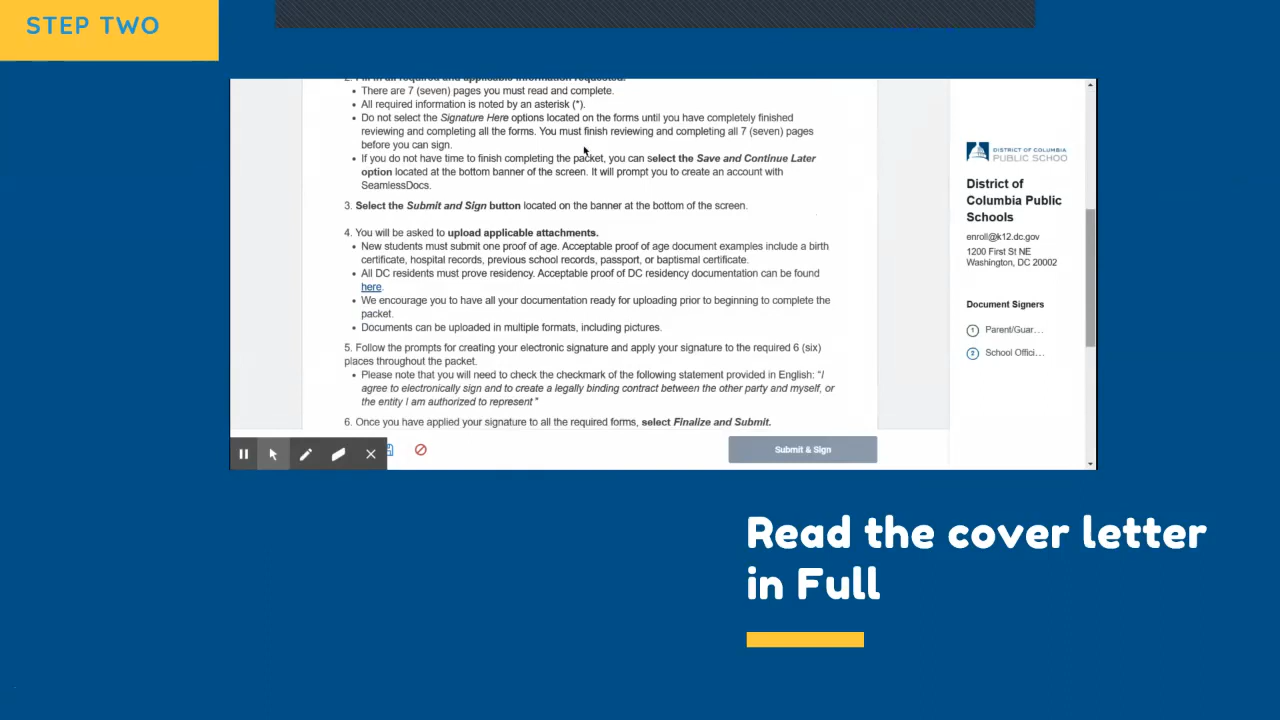 STEP TWO
2. Fill in all required and applicable information requested.
• There are 7 (seven) pages you must read and complete.
• All required information is noted by an asterisk (*).
• Do not select the Signature Here options located on the forms until you have completely finished
reviewing and completing all the forms. You must finish reviewing and completing all 7 (seven) pages
before you can sign.
• If you do not have time to finish completing the packet, you can select the Save and Continue Later
option located at the bottom banner of the screen. It will prompt you to create an account with
SeamlessDocs.
3. Select the Submit and Sign button located on the banner at the bottom of the screen.
4. You will be asked to upload applicable attachments.
• New students must submit one proof of age. Acceptable proof of age document examples include a birth
certificate, hospital records, previous school records, passport, or baptismal certificate.
• All DC residents must prove residency. Acceptable proof of DC residency documentation can be found
here.
• We encourage you to have all your documentation ready for uploading prior to beginning to complete the
packet.
• Documents can be uploaded in multiple formats, including pictures.
5. Follow the prompts for creating your electronic signature and apply your signature to the required 6 (six)
places throughout the packet.
• Please note that you will need to check the checkmark of the following statement provided in English: “I
agree to electronically sign and to create a legally binding contract between the other party and myself, or
the entity I am authorized to represent”
6. Once you have applied your signature to all the required forms, select Finalize and Submit.
Submit & Sign
DISTRICT OF COLUMBIA
PUBLIC SCHOO
District of
Columbia Public
Schools
enroll@k12.dc.gov
1200 First St NE
Washington, DC 20002
Document Signers
1 Parent/Guar…
2 School Offici…
Read the cover letter
in Full